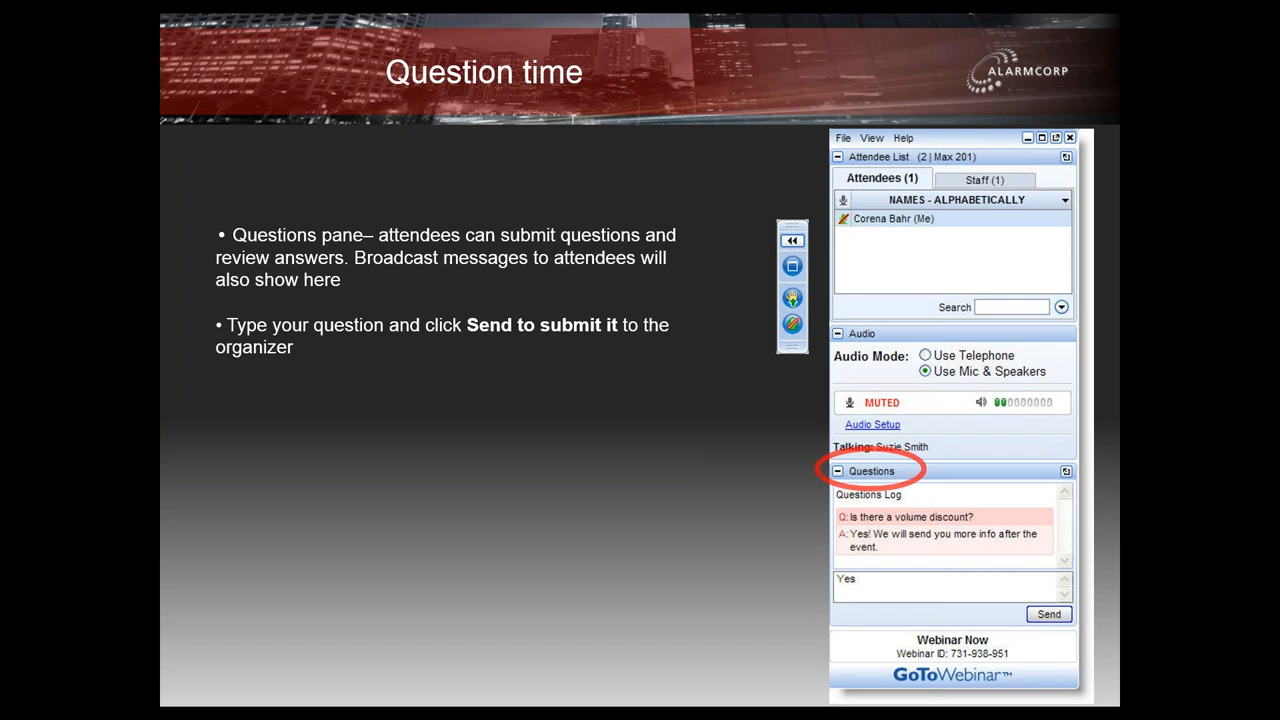 Question time
ALARMCORP
• Questions pane– attendees can submit questions and
review answers. Broadcast messages to attendees will
also show here
• Type your question and click Send to submit it to the
organizer
File View Help
Attendee List (2 | Max 201)
Attendees (1)
Staff (1)
NAMES - ALPHABETICALLY
Corena Bahr (Me)
Search
Audio
Audio Mode:
Use Telephone
Use Mic & Speakers
MUTED
Audio Setup
Talking: Suzie Smith
Questions
Questions Log
Q: Is there a volume discount?
A: Yes! We will send you more info after the
event.
Yes
Send
Webinar Now
Webinar ID: 731-938-951
GoToWebinar™